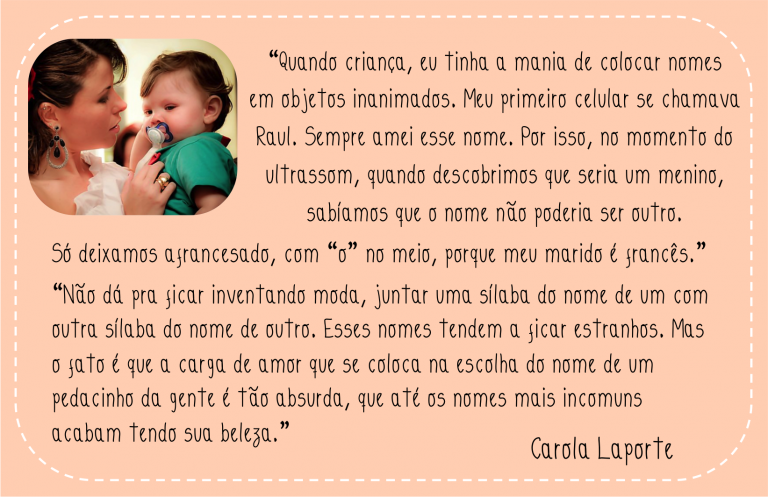 “Quando criança, eu tinha a mania de colocar nomes
em objetos inanimados. Meu primeiro celular se chamava
Raul. Sempre amei esse nome. Por isso, no momento do
ultrassom, quando descobrimos que seria um menino,
sabíamos que o nome não poderia ser outro.
Só deixamos afrancesado, com “o” no meio, porque meu marido é francês.”
“Não dá pra ficar inventando moda, juntar uma sílaba do nome de um com
outra sílaba do nome de outro. Esses nomes tendem a ficar estranhos. Mas
o fato é que a carga de amor que se coloca na escolha do nome de um
pedacinho da gente é tão absurda, que até os nomes mais incomuns
acabam tendo sua beleza.”
Carola Laporte